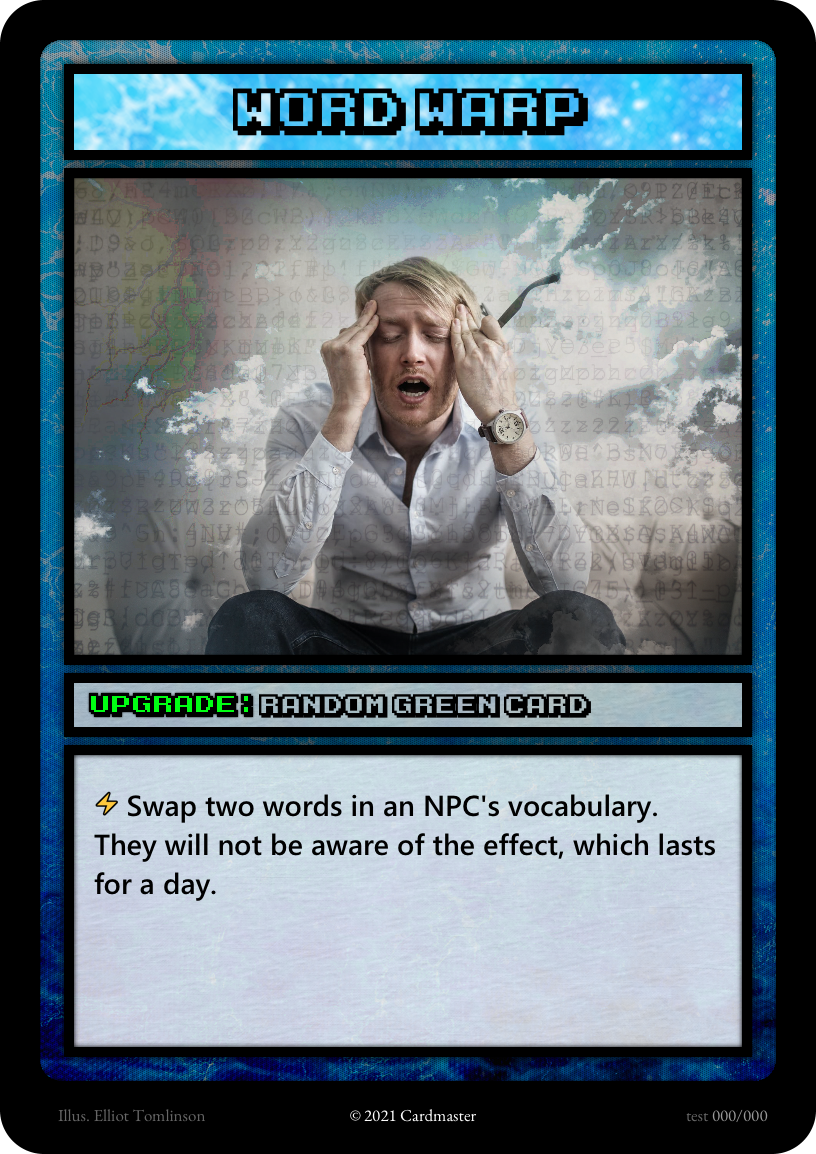 WORD WARP
UPGRADE: RANDOM GREEN CARD
⚡ Swap two words in an NPC's vocabulary.
They will not be aware of the effect, which lasts
for a day.
Illus. Elliot Tomlinson © 2021 Cardmaster test 000/000